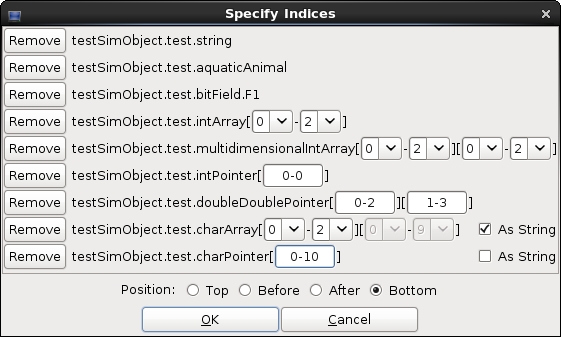 Specify Indices
Remove testSimObject.test.string
Remove testSimObject.test.aquaticAnimal
Remove testSimObject.test.bitField.F1
Remove testSimObject.test.intArray[ 0 - 2 ]
Remove testSimObject.test.multidimensionalIntArray[ 0 - 2 ][ 0 - 2 ]
Remove testSimObject.test.intPointer[ 0-0 ]
Remove testSimObject.test.doubleDoublePointer[ 0-2 ][ 1-3 ]
Remove testSimObject.test.charArray[ 0 - 2 ][ 0 - 9 ] As String
Remove testSimObject.test.charPointer[ 0-10 ] As String
Position: Top Before After Bottom
OK Cancel